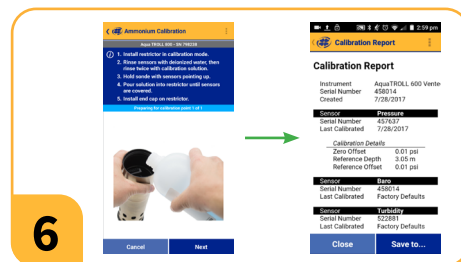 Ammonium Calibration
Aqua TROLL 600 - SN 798236
1. Install restrictor in calibration mode.
2. Rinse sensors with deionized water, then
rinse twice with calibration solution.
3. Hold sonde with sensors pointing up.
4. Pour solution into restrictor until sensors
are covered.
5. Install end cap on restrictor.
Preparing for calibration point 1 of 1
Cancel
Next
2:59 pm
Calibration Report
Calibration Report
Instrument AquaTROLL 600 Vente
Serial Number 458014
Created 7/28/2017
Sensor Pressure
Serial Number 457637
Last Calibrated 7/28/2017
Calibration Details
Zero Offset 0.01 psi
Reference Depth 3.05 m
Reference Offset 0.01 psi
Sensor Baro
Serial Number 458014
Last Calibrated Factory Defaults
Sensor Turbidity
Serial Number 522881
Last Calibrated Factory Defaults
Close
Save to...
6